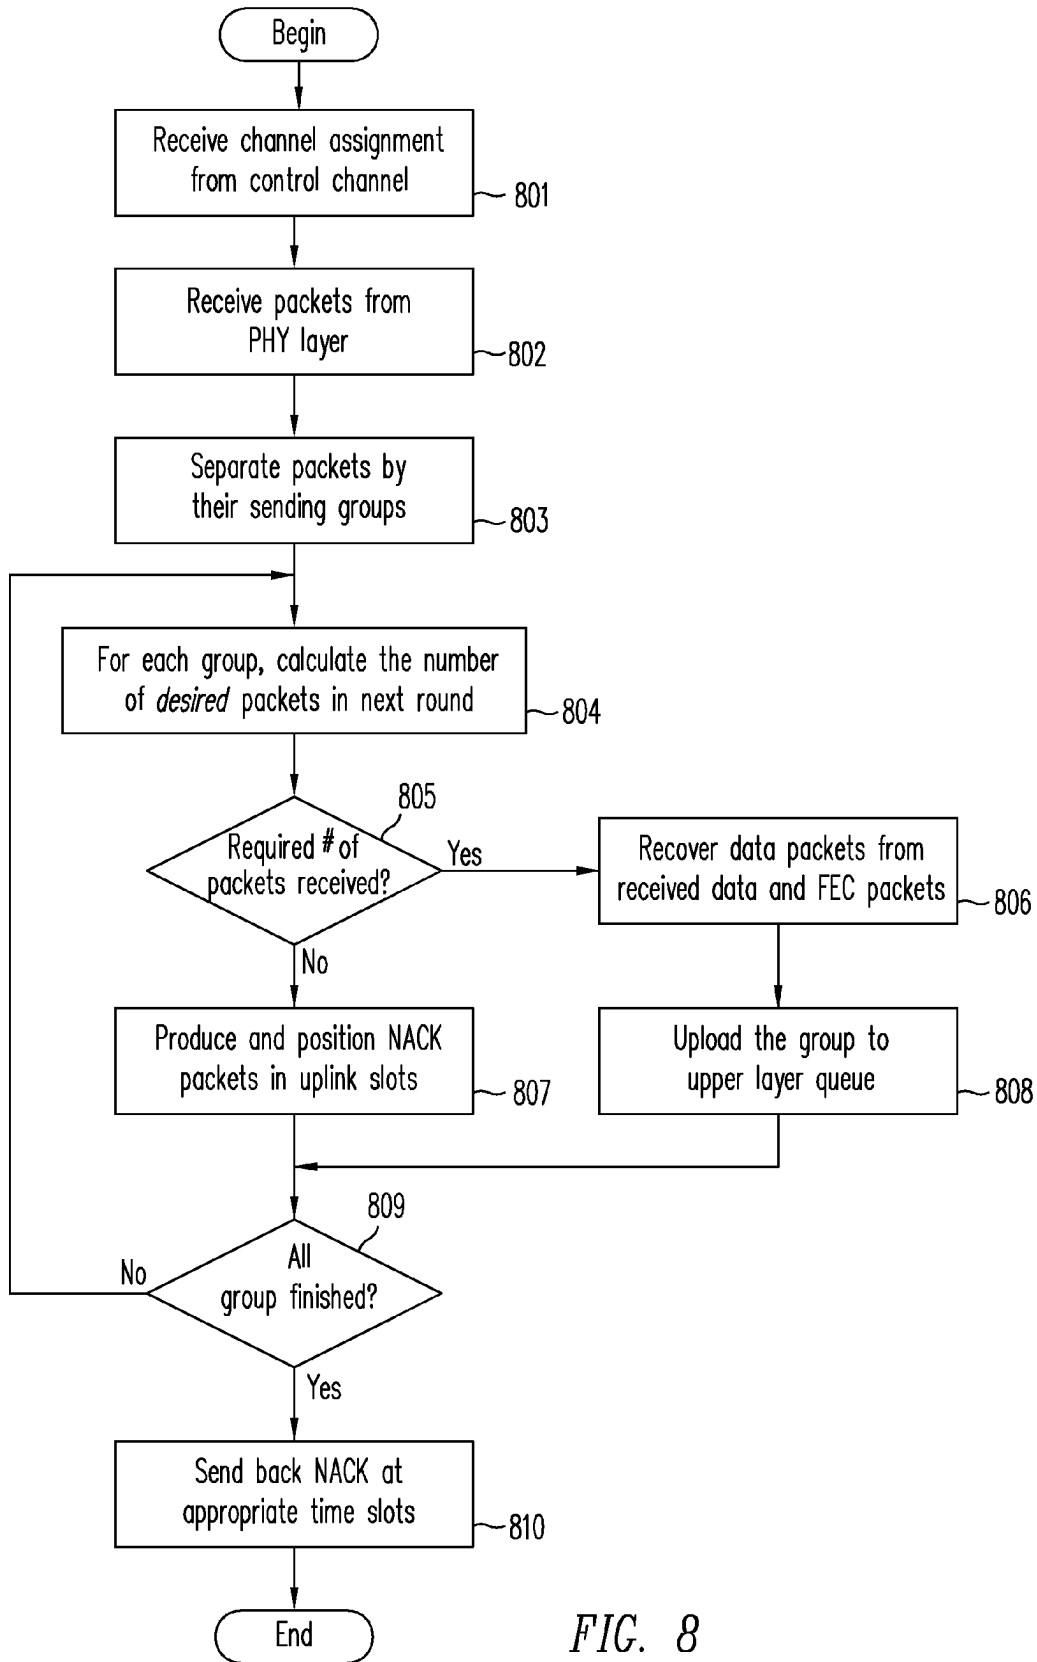 Begin
Receive channel assignment
from control channel
801
Receive packets from
PHY layer
802
Separate packets by
their sending groups
803
For each group, calculate the number
of desired packets in next round
804
805
Required # of
packets received?
Yes
No
Recover data packets from
received data and FEC packets
806
Produce and position NACK
packets in uplink slots
807
Upload the group to
upper layer queue
808
809
All
group finished?
No
Yes
Send back NACK at
appropriate time slots
810
End
FIG. 8